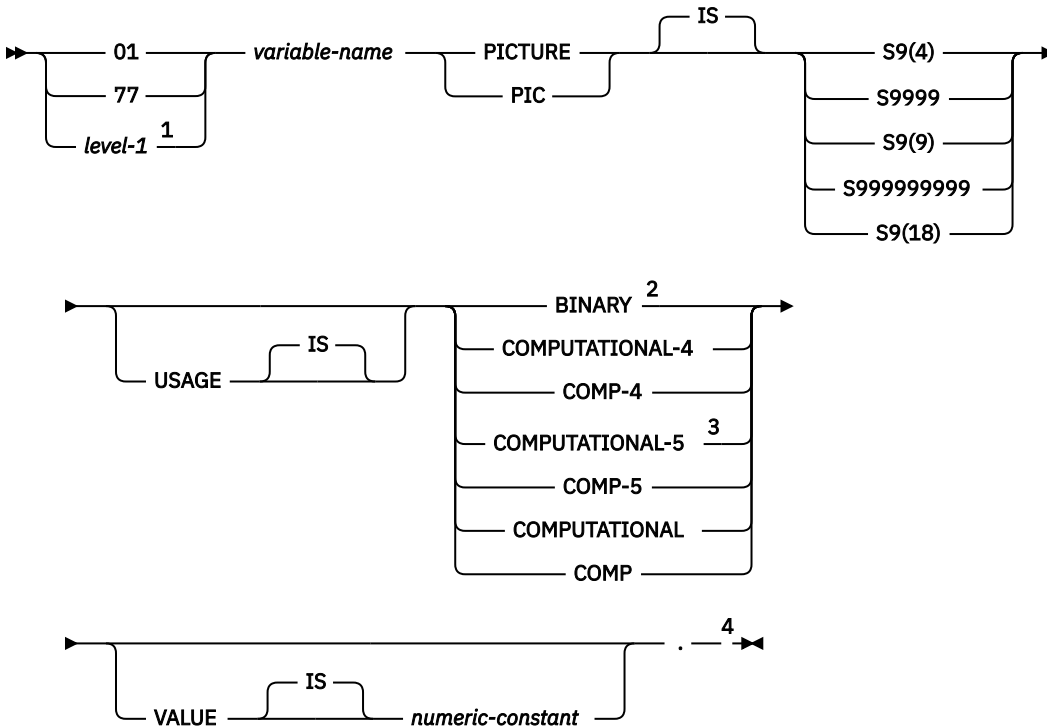 IS
01 variable-name PICTURE S9(4)
77 PIC S9999
level-1 1 S9(9)
S999999999
S9(18)
BINARY 2
IS COMPUTATIONAL-4
USAGE COMP-4
COMPUTATIONAL-5 3
COMP-5
COMPUTATIONAL
COMP
. 4
IS
VALUE numeric-constant